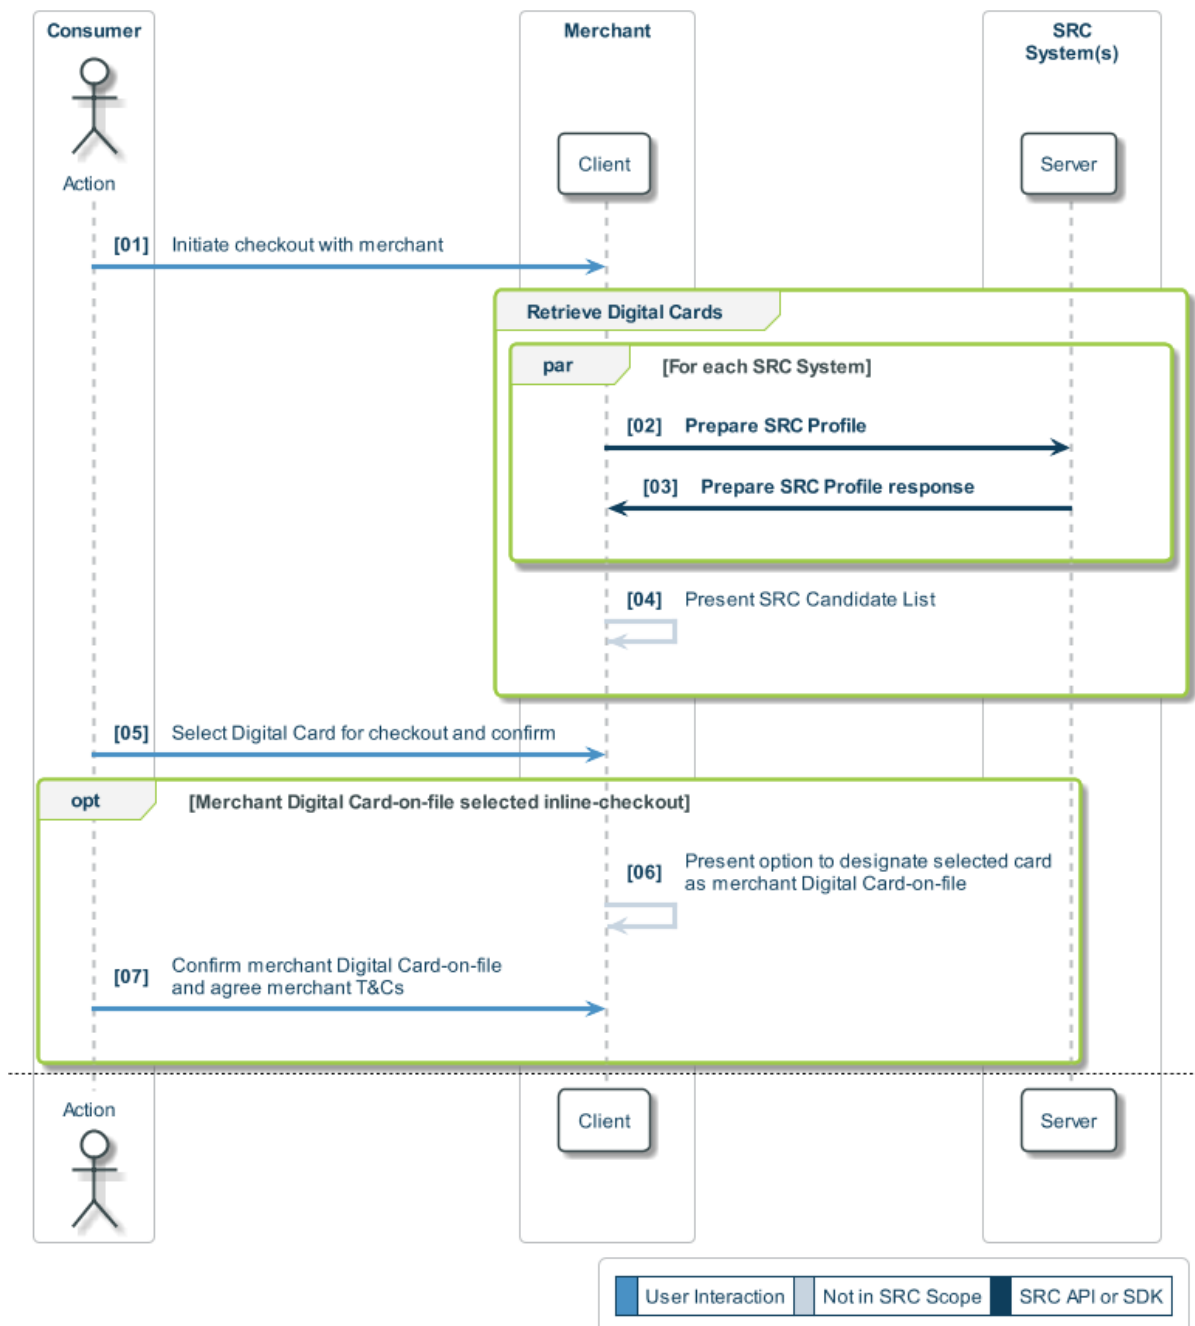 Consumer
Merchant
SRC
System(s)
Action
Client
Server
[01] Initiate checkout with merchant
Retrieve Digital Cards
par [For each SRC System]
[02] Prepare SRC Profile
[03] Prepare SRC Profile response
[04] Present SRC Candidate List
[05] Select Digital Card for checkout and confirm
opt [Merchant Digital Card-on-file selected inline-checkout]
[06] Present option to designate selected card
as merchant Digital Card-on-file
[07] Confirm merchant Digital Card-on-file
and agree merchant T&Cs
Action
Client
Server
User Interaction
Not in SRC Scope
SRC API or SDK